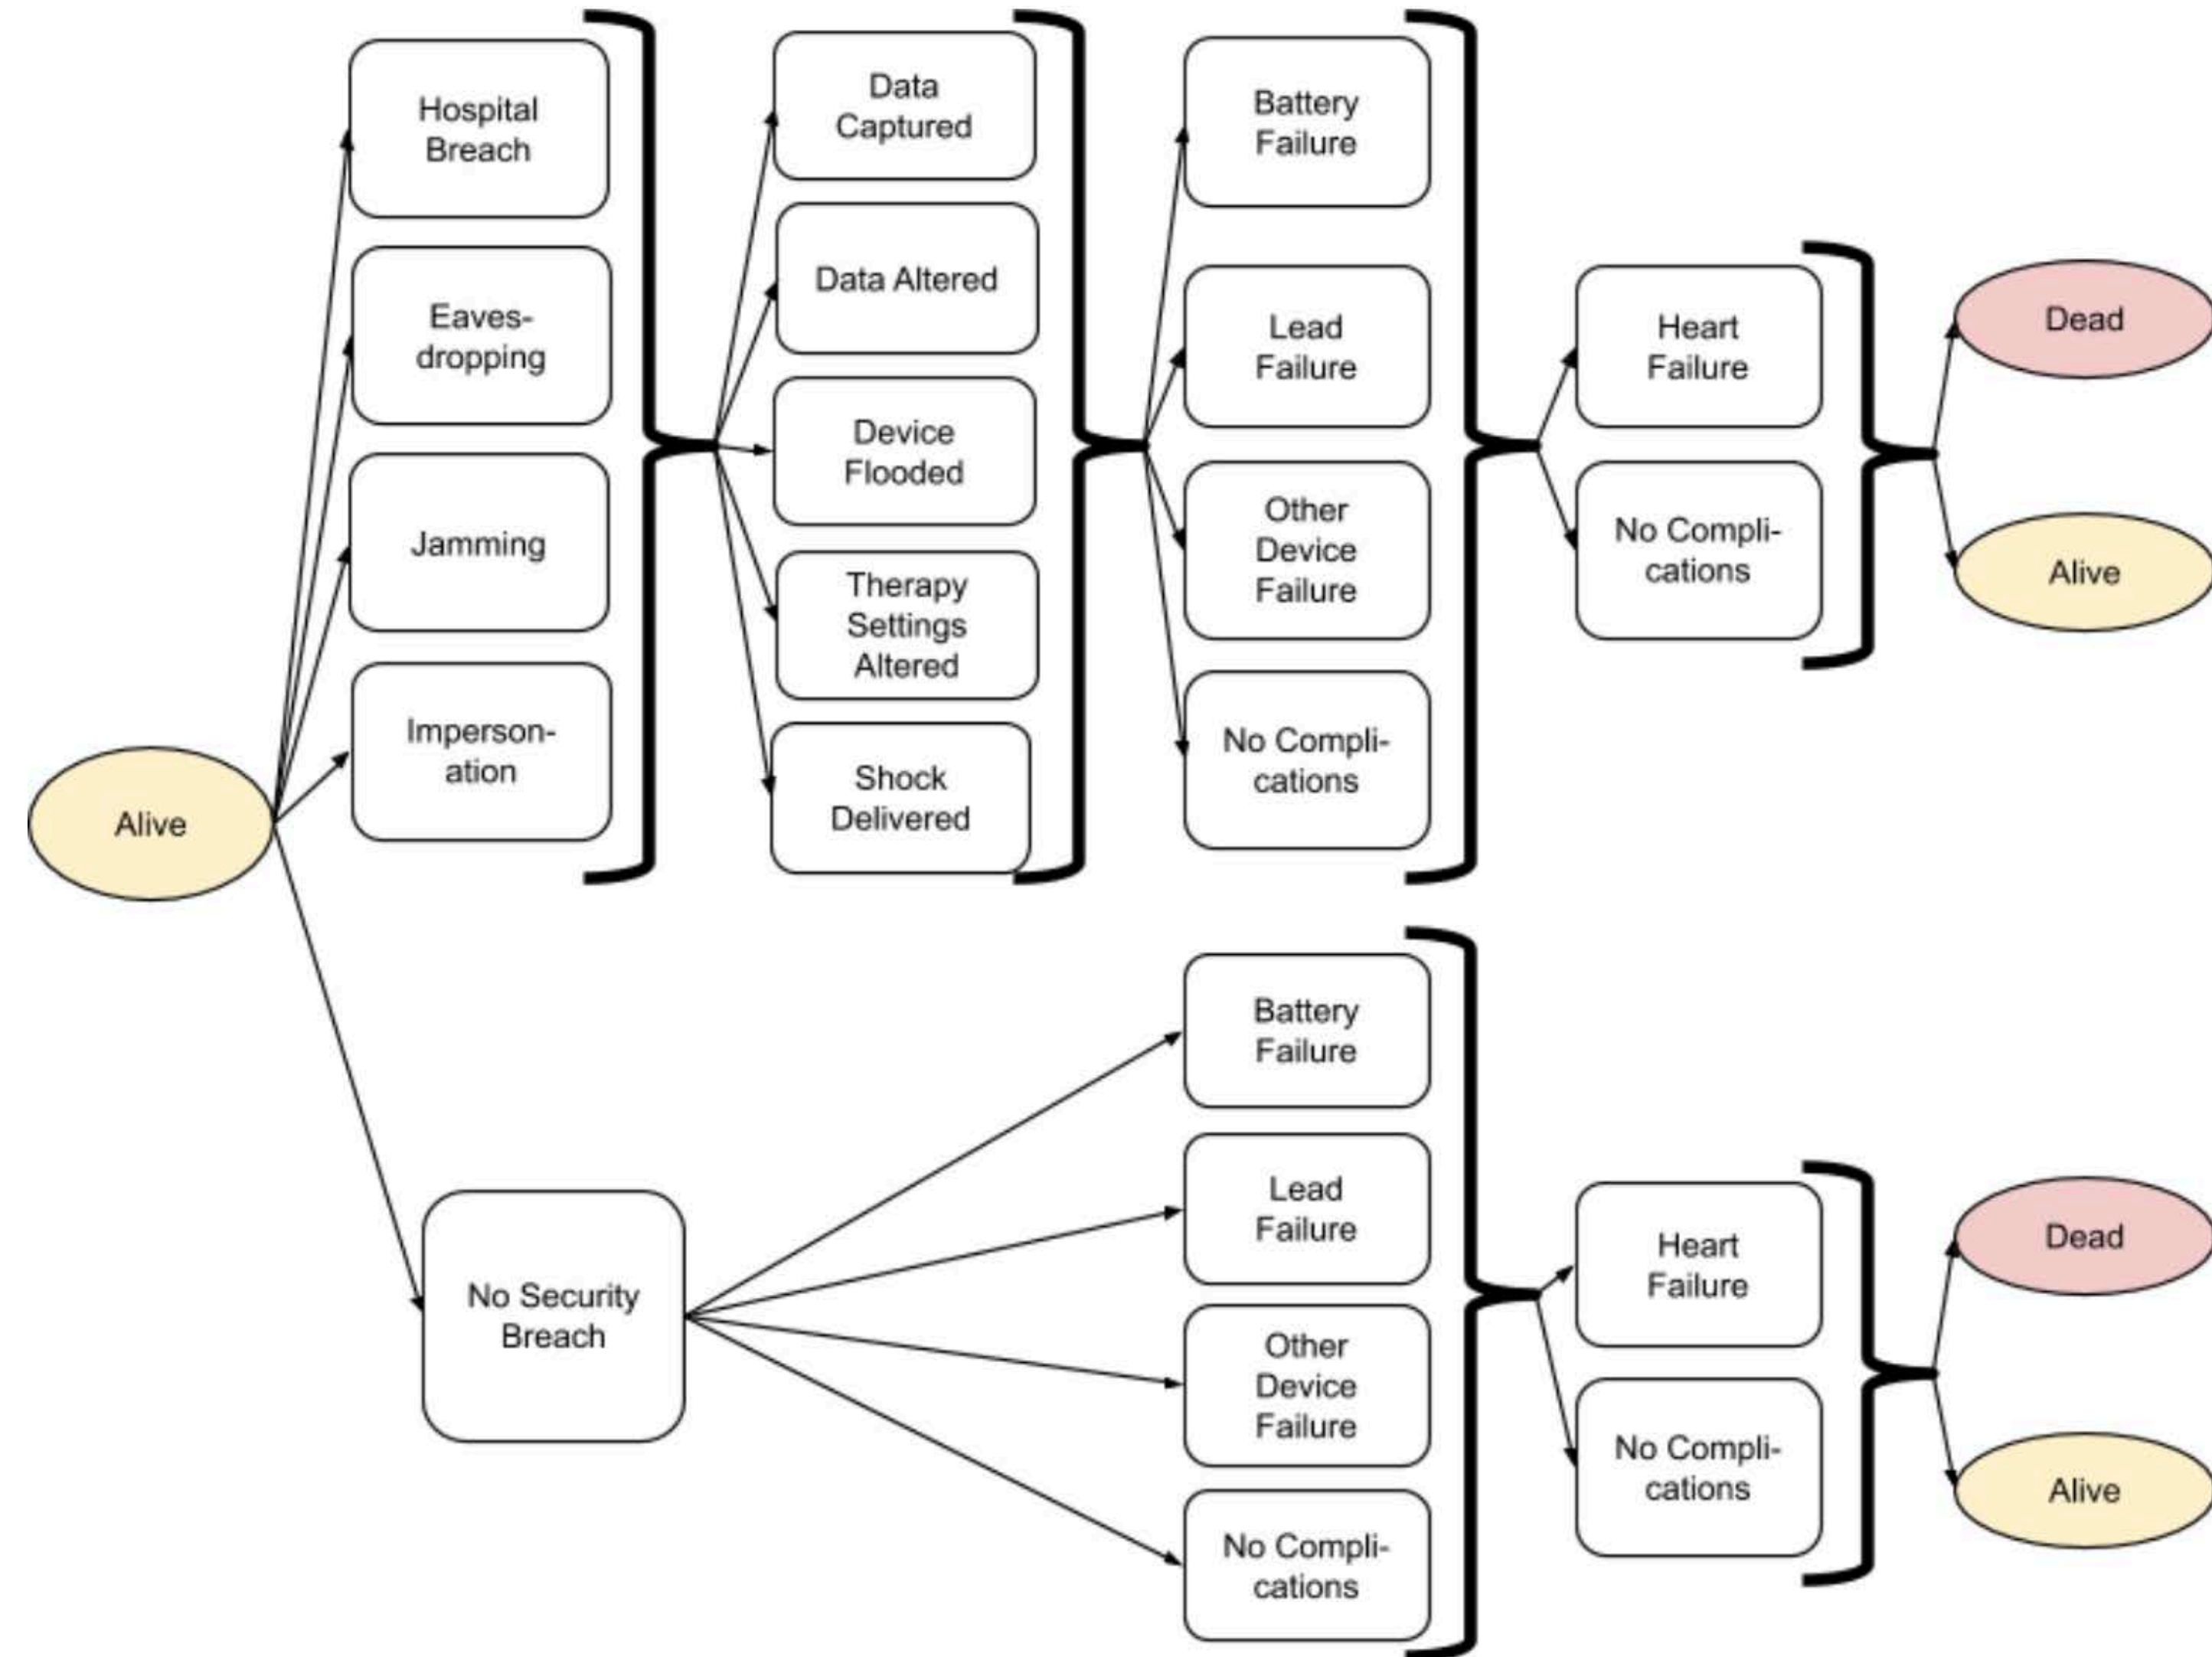 Hospital
Breach
Eaves-
dropping
Jamming
Imperson-
ation
Alive
Data
Captured
Data Altered
Device
Flooded
Therapy
Settings
Altered
Shock
Delivered
Battery
Failure
Lead
Failure
Other
Device
Failure
No Compli-
cations
Heart
Failure
No Compli-
cations
Dead
Alive
No Security
Breach
Battery
Failure
Lead
Failure
Other
Device
Failure
No Compli-
cations
Heart
Failure
No Compli-
cations
Dead
Alive